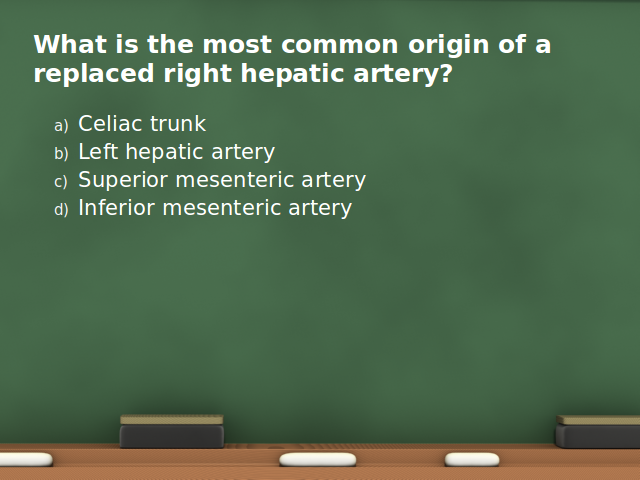 What is the most common origin of a
replaced right hepatic artery?
a) Celiac trunk
b) Left hepatic artery
c) Superior mesenteric artery
d) Inferior mesenteric artery